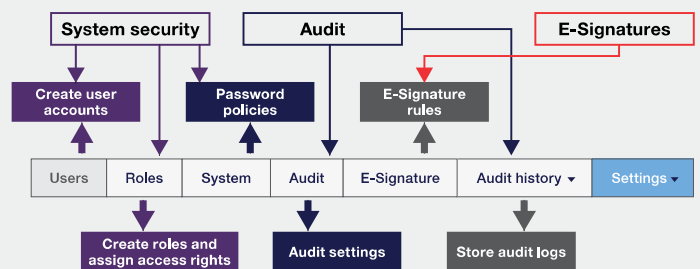 System security
Audit
E-Signatures
Create user
accounts
Password
policies
E-Signature
rules
Users
Roles
System
Audit
E-Signature
Audit history
Settings
Create roles and
assign access rights
Audit settings
Store audit logs